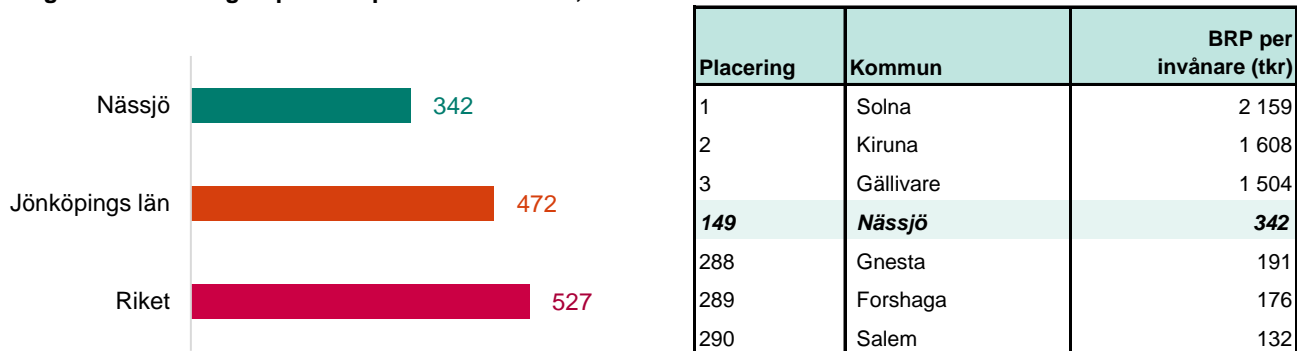 Nässjö
342
Jönköpings län
472
Riket
527
Placering Kommun BRP per invånare (tkr)
1 Solna 2 159
2 Kiruna 1 608
3 Gällivare 1 504
149 Nässjö 342
288 Gnesta 191
289 Forshaga 176
290 Salem 132